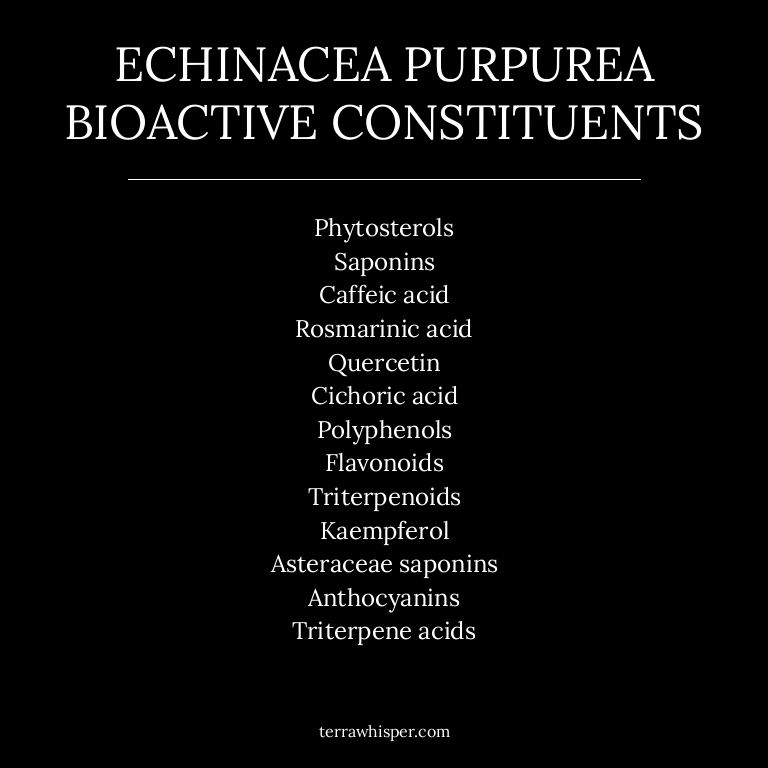 ECHINACEA PURPUREA
BIOACTIVE CONSTITUENTS
Phytosterols
Saponins
Caffeic acid
Rosmarinic acid
Quercetin
Cichoric acid
Polyphenols
Flavonoids
Triterpenoids
Kaempferol
Asteraceae saponins
Anthocyanins
Triterpene acids
terrawhisper.com